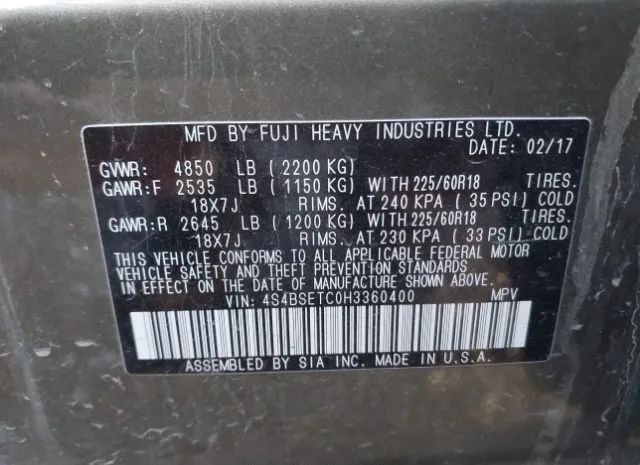 MFD BY FUJI HEAVY INDUSTRIES LTD.
DATE: 02/17
GVWR: 4850 LB (2200 KG)
GAWR:F 2535 LB (1150 KG) WITH 225/60R18 TIRES.
18X7J RIMS. AT 240 KPA (35 PSI) COLD
GAWR:R 2645 LB (1200 KG) WITH 225/60R18 TIRES.
18X7J RIMS. AT 230 KPA (33 PSI) COLD
THIS VEHICLE CONFORMS TO ALL APPLICABLE FEDERAL MOTOR
VEHICLE SAFETY AND THEFT PREVENTION STANDARDS
IN EFFECT ON THE DATE OF MANUFACTURE SHOWN ABOVE.
VIN: 4S4BSETC0H3360400 MPV
ASSEMBLED BY SIA INC. MADE IN U.S.A.